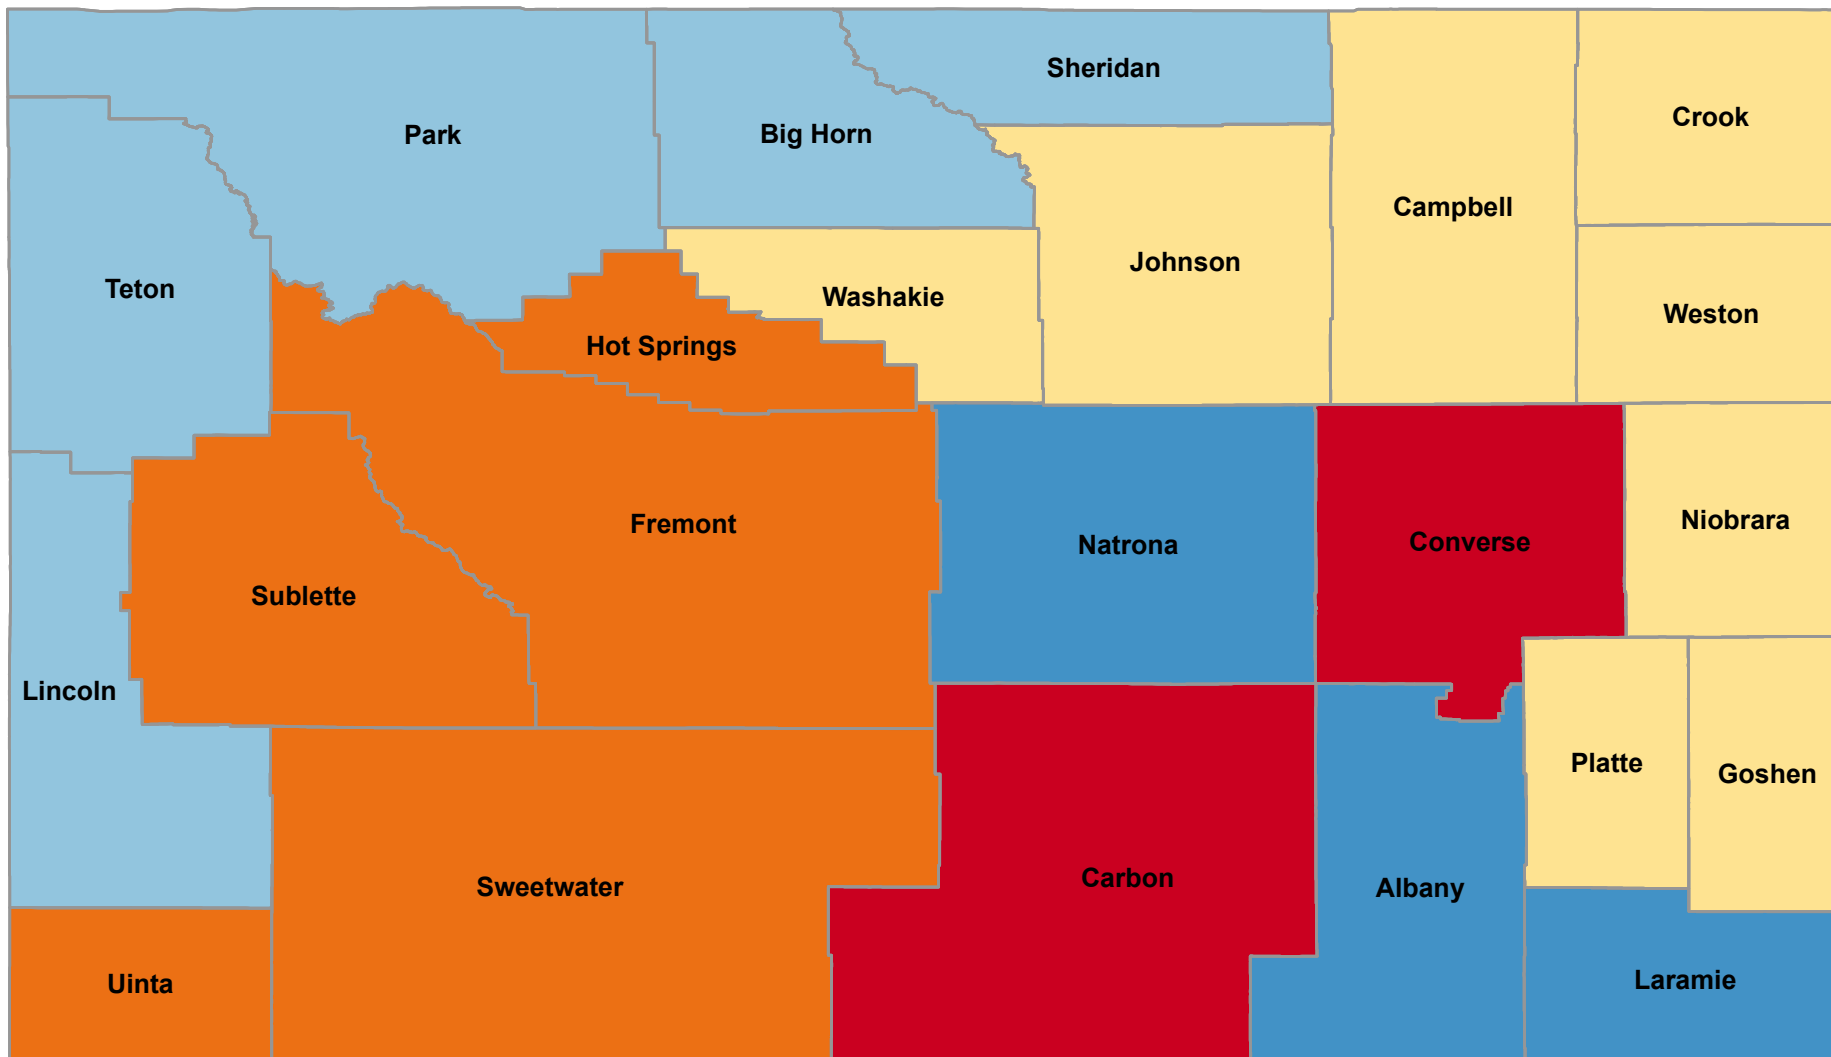 Sheridan
Crook
Park
Big Horn
Campbell
Johnson
Teton
Washakie
Weston
Hot Springs
Niobrara
Fremont
Converse
Natrona
Sublette
Lincoln
Platte
Goshen
Carbon
Sweetwater
Albany
Laramie
Uinta